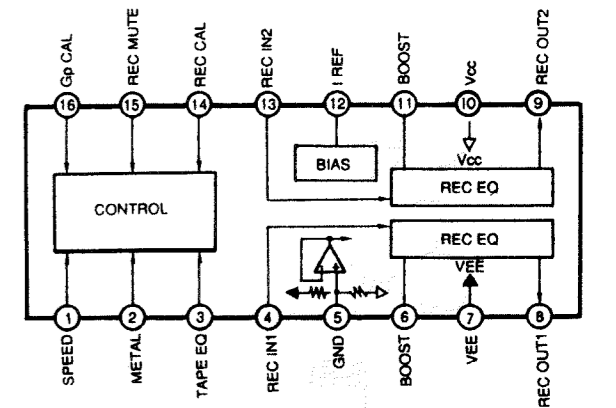 Gp CAL
REC MUTE
REC CAL
REC IN2
I REF
BOOST
Vcc
REC OUT2
16
15
14
13
12
11
10
9
BIAS
Vcc
REC EQ
CONTROL
REC EQ
VEE
1
2
3
4
5
6
7
8
SPEED
METAL
TAPE EQ
REC IN1
GND
BOOST
VEE
REC OUT1